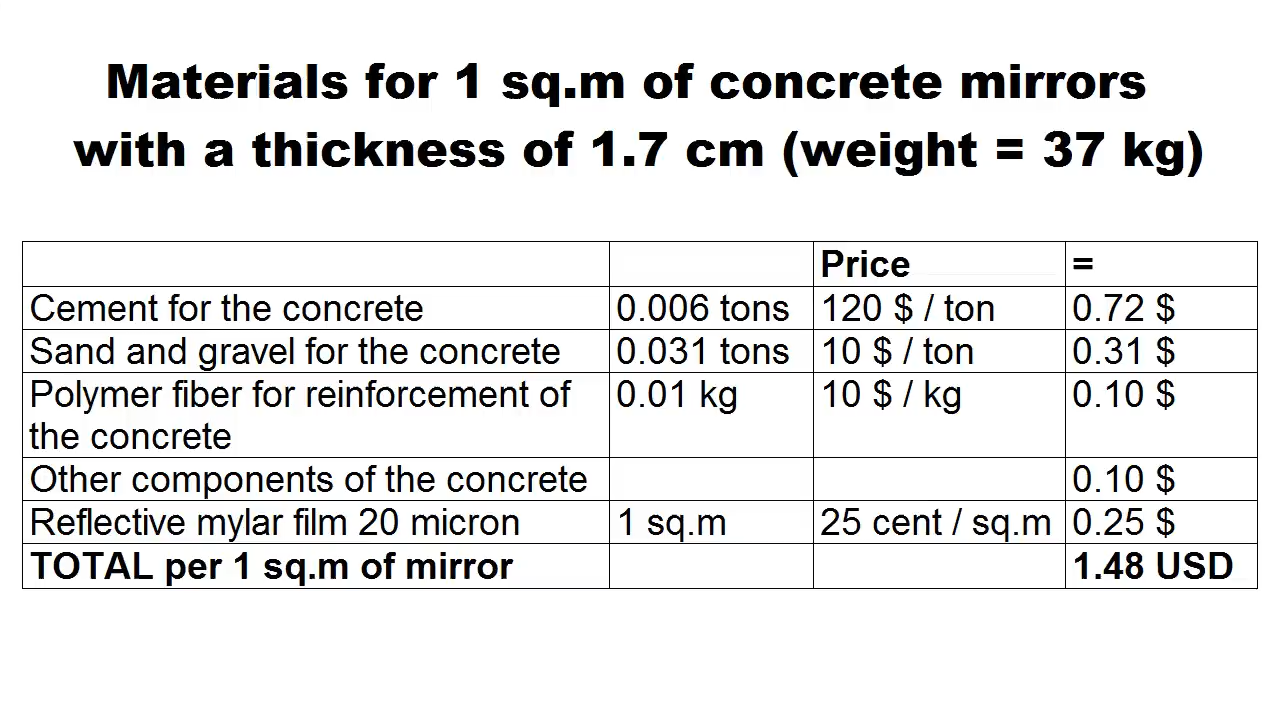 Materials for 1 sq.m of concrete mirrors
with a thickness of 1.7 cm (weight = 37 kg)
Price =
Cement for the concrete 0.006 tons 120 $ / ton 0.72 $
Sand and gravel for the concrete 0.031 tons 10 $ / ton 0.31 $
Polymer fiber for reinforcement of 0.01 kg 10 $ / kg 0.10 $
the concrete
Other components of the concrete 0.10 $
Reflective mylar film 20 micron 1 sq.m 25 cent / sq.m 0.25 $
TOTAL per 1 sq.m of mirror 1.48 USD